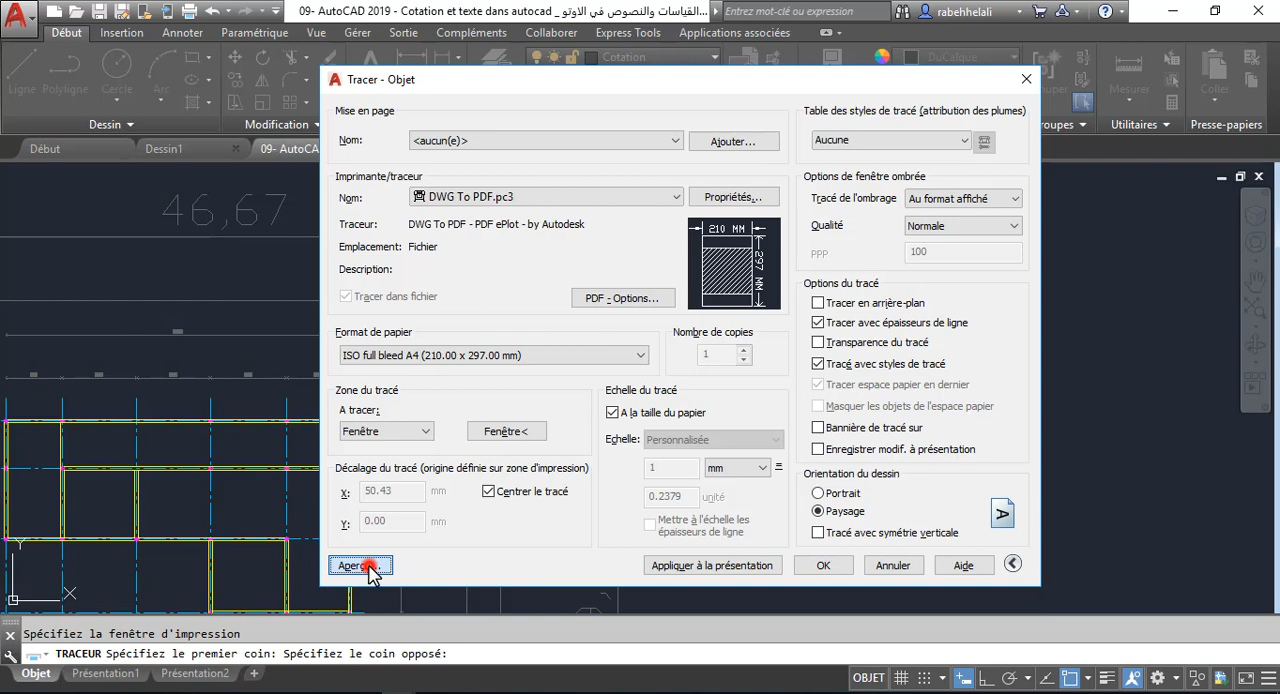 09- AutoCAD 2019 - Cotation et texte dans autocad _ القياسات والنصوص في الاوتو...
Entrez mot-clé ou expression
rabehhelali
Début Insertion Annoter Paramétrique Vue Gérer Sortie Compléments Collaborer Express Tools Applications associées
Cotation
DuCalque
Ligne Polyligne Cercle Arc
Mesurer Coller
Dessin Modification Utilitaires Presse-papiers
Début Dessin1 09- AutoCA
46,67
Tracer - Objet
Mise en page
Nom: <aucun(e)> Ajouter...
Imprimante/traceur
Nom: DWG To PDF.pc3 Propriétés...
Traceur: DWG To PDF - PDF ePlot - by Autodesk
Emplacement: Fichier
Description:
Tracer dans fichier
PDF - Options...
210 MM
297 MM
Format de papier
ISO full bleed A4 (210.00 x 297.00 mm)
Nombre de copies
1
Zone du tracé
A tracer:
Fenêtre Fenêtre<
Echelle du tracé
A la taille du papier
Echelle: Personnalisée
1 mm =
0.2379 unité
Mettre à l'échelle les
épaisseurs de ligne
Décalage du tracé (origine définie sur zone d'impression)
X: 50.43 mm Centrer le tracé
Y: 0.00 mm
Table des styles de tracé (attribution des plumes)
Aucune
Options de fenêtre ombrée
Tracé de l'ombrage Au format affiché
Qualité Normale
PPP 100
Options du tracé
Tracer en arrière-plan
Tracer avec épaisseurs de ligne
Transparence du tracé
Tracé avec styles de tracé
Tracer espace papier en dernier
Masquer les objets de l'espace papier
Bannière de tracé sur
Enregistrer modif. à présentation
Orientation du dessin
Portrait
Paysage
A
Tracé avec symétrie verticale
Appliquer à la présentation OK Annuler Aide
Y
X
Spécifiez la fenêtre d'impression
TRACEUR Spécifiez le premier coin: Spécifiez le coin opposé:
Objet Présentation1 Présentation2 +
OBJET